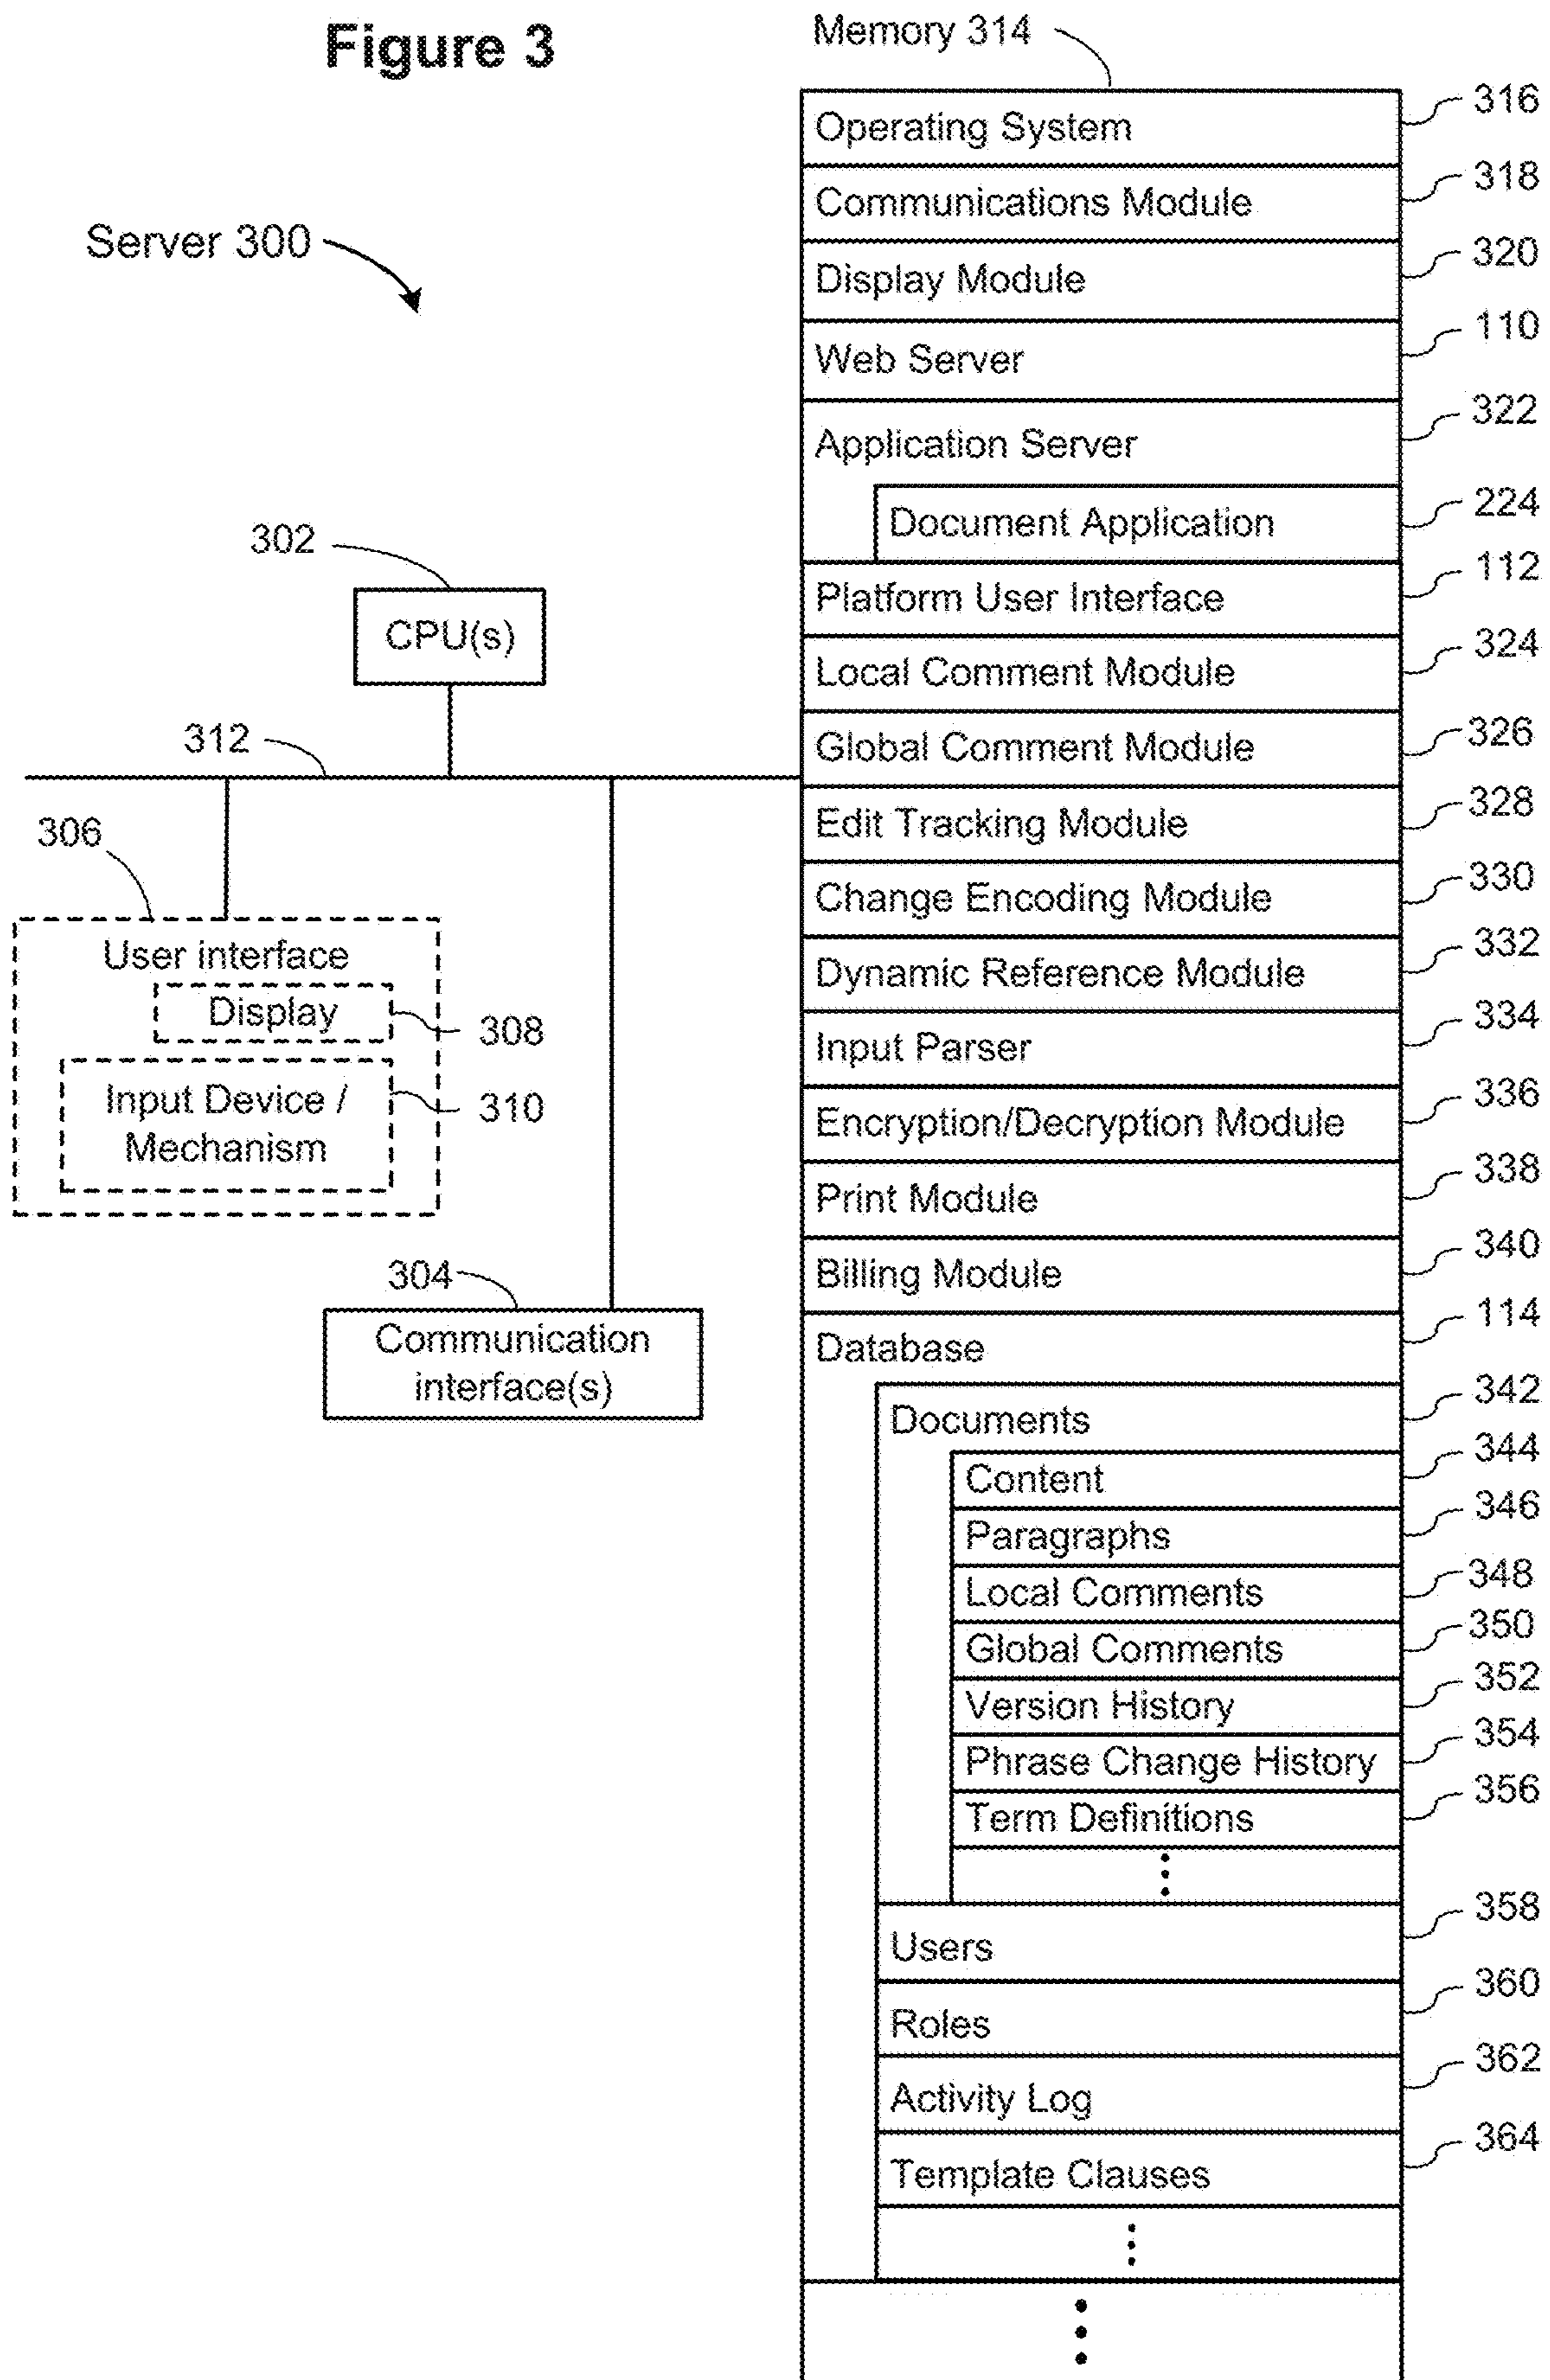 Figure 3
Server 300
302
CPU(s)
312
306
User interface
Display
308
Input Device /
Mechanism
310
304
Communication
interface(s)
Memory 314
Operating System
316
Communications Module
318
Display Module
320
Web Server
110
Application Server
322
Document Application
224
Platform User Interface
112
Local Comment Module
324
Global Comment Module
326
Edit Tracking Module
328
Change Encoding Module
330
Dynamic Reference Module
332
Input Parser
334
Encryption/Decryption Module
336
Print Module
338
Billing Module
340
Database
114
Documents
342
Content
344
Paragraphs
346
Local Comments
348
Global Comments
350
Version History
352
Phrase Change History
354
Term Definitions
356
Users
358
Roles
360
Activity Log
362
Template Clauses
364